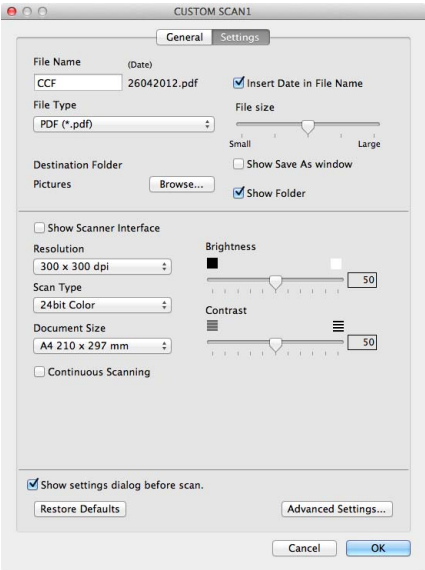 CUSTOM SCAN1
General Settings
File Name (Date)
CCF 26042012.pdf Insert Date in File Name
File Type File size
PDF (*.pdf)
Small Large
Destination Folder Show Save As window
Pictures Browse...
Show Folder
Show Scanner Interface
Resolution Brightness
300 x 300 dpi 50
Scan Type
24bit Color Contrast
Document Size
A4 210 x 297 mm 50
Continuous Scanning
Show settings dialog before scan.
Restore Defaults Advanced Settings...
Cancel OK